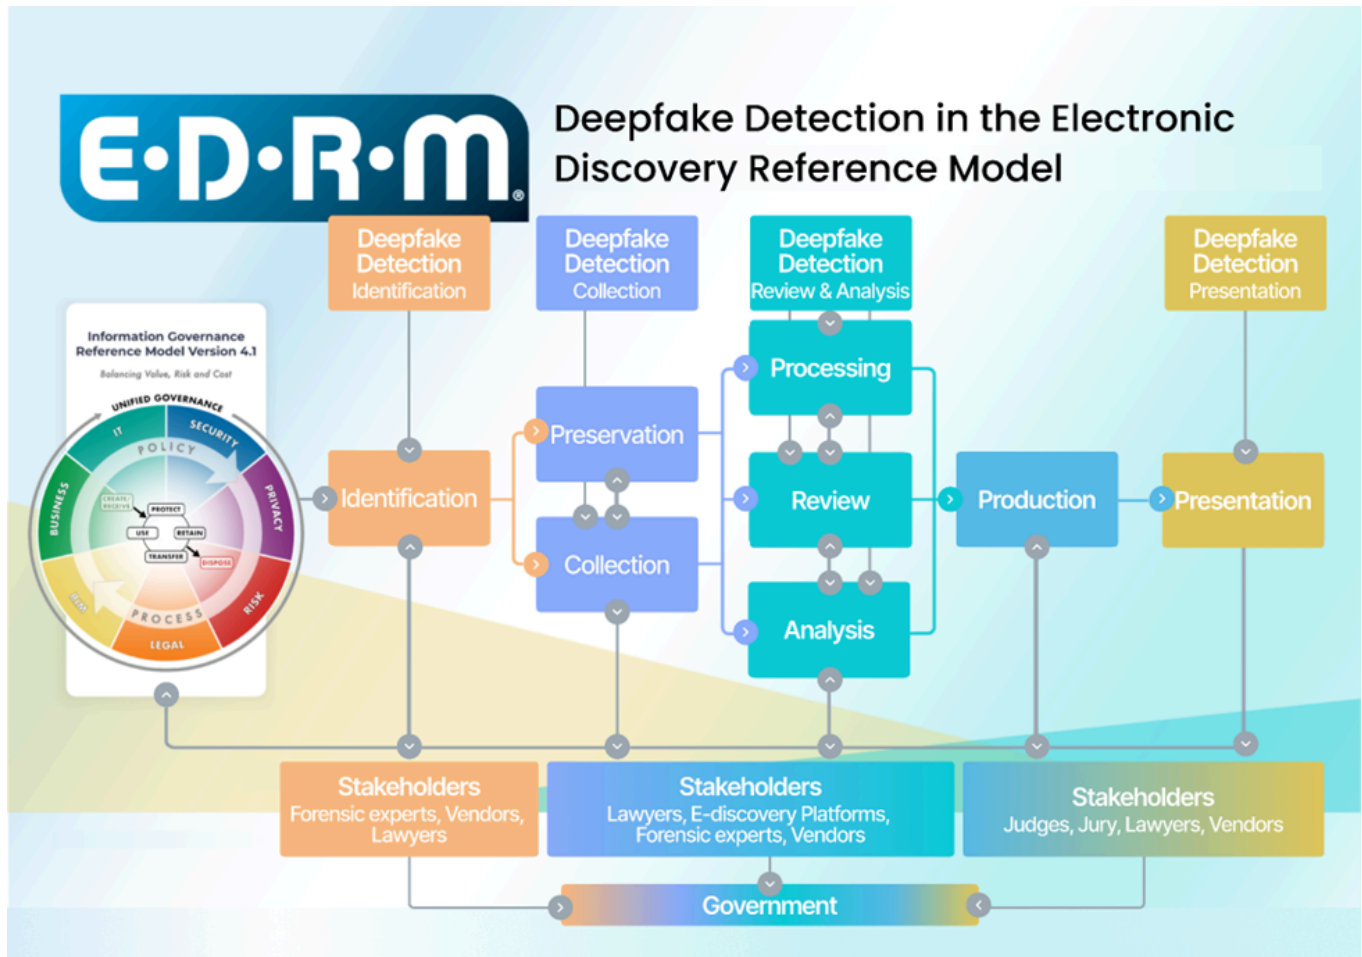 E·D·R·M®
Deepfake Detection in the Electronic
Discovery Reference Model
Deepfake
Detection
Identification
Deepfake
Detection
Collection
Deepfake
Detection
Review & Analysis
Deepfake
Detection
Presentation
Information Governance
Reference Model Version 4.1
Balancing Value, Risk and Cost
UNIFIED GOVERNANCE
IT
SECURITY
PRIVACY
RISK
LEGAL
RIM
BUSINESS
POLICY
PROCESS
CREATE/
RECEIVE
PROTECT
USE
RETAIN
TRANSFER
DISPOSE
Identification
Preservation
Collection
Processing
Review
Analysis
Production
Presentation
Stakeholders
Forensic experts, Vendors,
Lawyers
Stakeholders
Lawyers, E-discovery Platforms,
Forensic experts, Vendors
Stakeholders
Judges, Jury, Lawyers, Vendors
Government